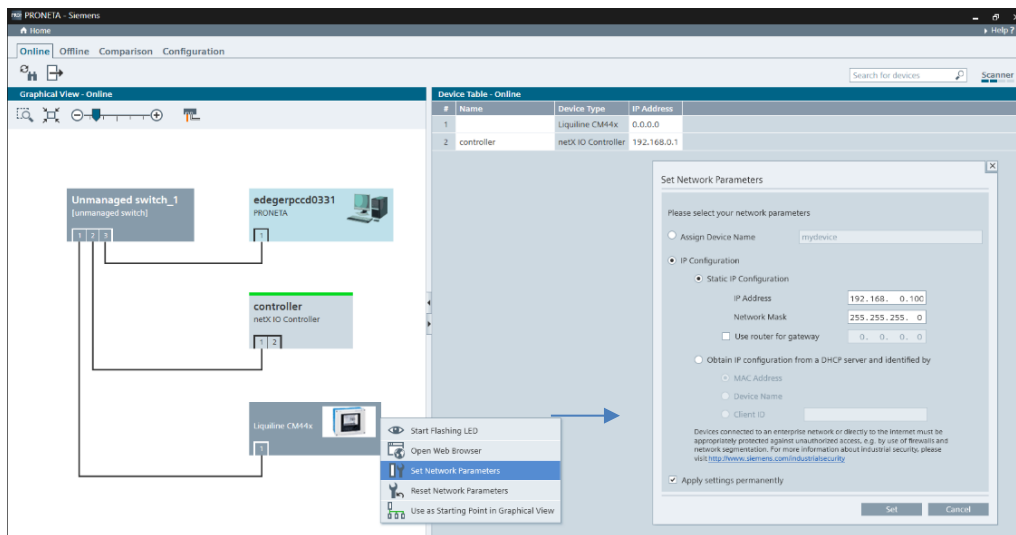 PRONETA - Siemens
Home
Help ?
Online Offline Comparison Configuration
Search for devices
Scanner
Graphical View - Online
Device Table - Online
# Name Device Type IP Address
1 Liquiline CM44x 0.0.0.0
2 controller netX IO Controller 192.168.0.1
Unmanaged switch_1
[unmanaged switch]
1 2 3
edegerpccd0331
PRONETA
1
controller
netX IO Controller
1 2
Liquiline CM44x
1
Start Flashing LED
Open Web Browser
Set Network Parameters
Reset Network Parameters
Use as Starting Point in Graphical View
Set Network Parameters
Please select your network parameters
Assign Device Name mydevice
IP Configuration
Static IP Configuration
IP Address 192.168. 0.100
Network Mask 255.255.255. 0
Use router for gateway 0. 0. 0. 0
Obtain IP configuration from a DHCP server and identified by
MAC Address
Device Name
Client ID
Devices connected to an enterprise network or directly to the internet must be
appropriately protected against unauthorized access, e.g. by use of firewalls and
network segmentation. For more information about industrial security, please
visit http://www.siemens.com/industrialsecurity
Apply settings permanently
Set Cancel